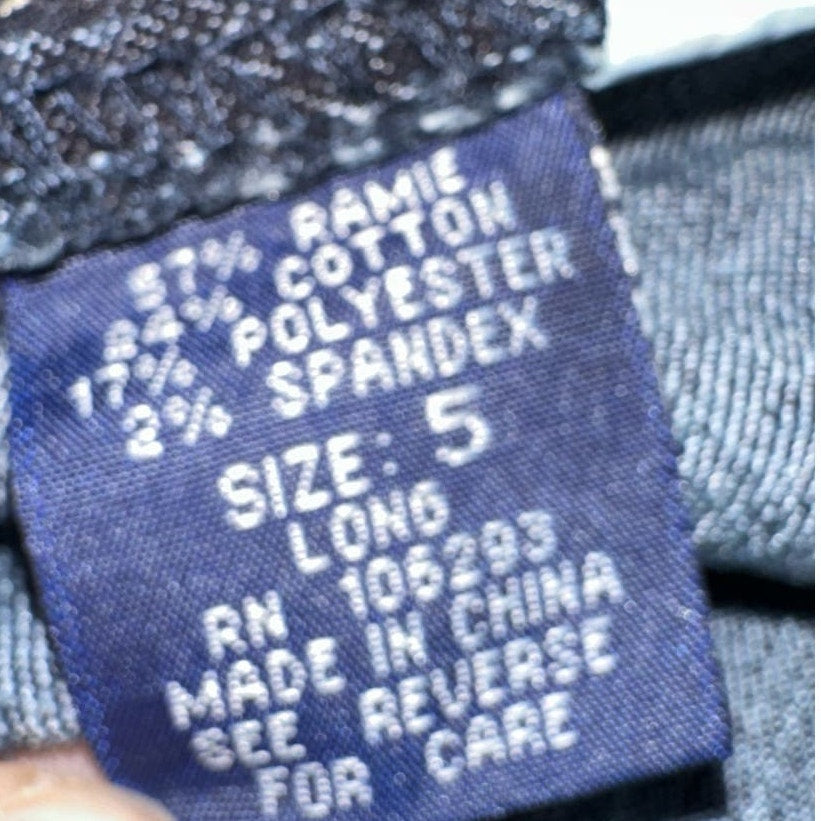 57% RAMIE
24% COTTON
17% POLYESTER
2% SPANDEX
SIZE: 5
LONG
RN 106293
MADE IN CHINA
SEE REVERSE
FOR CARE